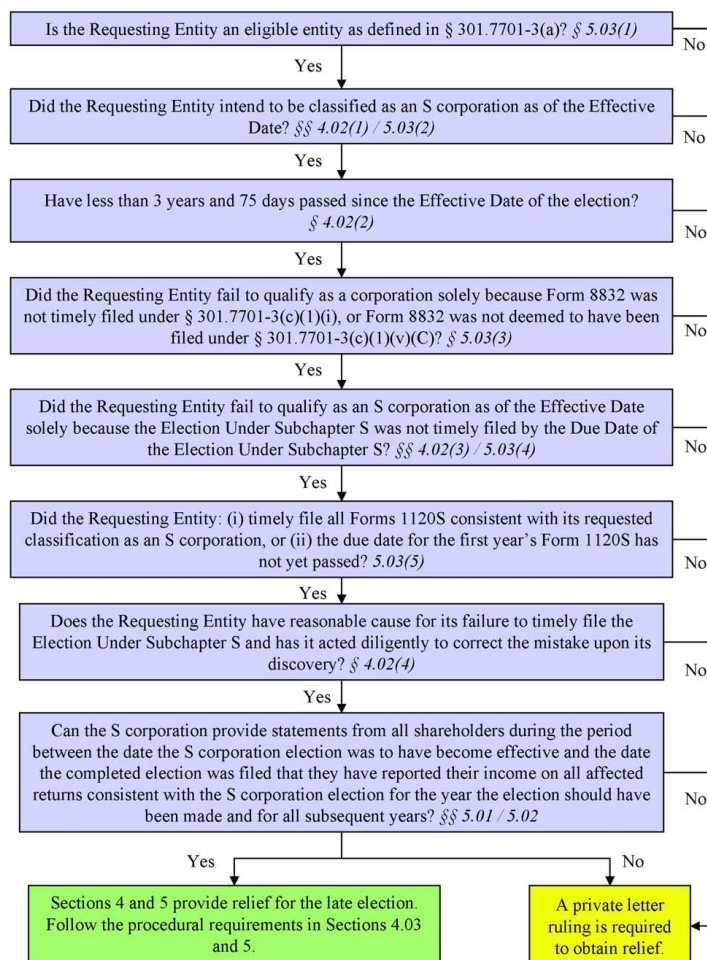 Is the Requesting Entity an eligible entity as defined in § 301.7701-3(a)? § 5.03(1)
No
Yes
Did the Requesting Entity intend to be classified as an S corporation as of the Effective
Date? §§ 4.02(1) / 5.03(2)
No
Yes
Have less than 3 years and 75 days passed since the Effective Date of the election?
§ 4.02(2)
No
Yes
Did the Requesting Entity fail to qualify as a corporation solely because Form 8832 was
not timely filed under § 301.7701-3(c)(1)(i), or Form 8832 was not deemed to have been
filed under § 301.7701-3(c)(1)(v)(C)? § 5.03(3)
No
Yes
Did the Requesting Entity fail to qualify as an S corporation as of the Effective Date
solely because the Election Under Subchapter S was not timely filed by the Due Date of
the Election Under Subchapter S? §§ 4.02(3) / 5.03(4)
No
Yes
Did the Requesting Entity: (i) timely file all Forms 1120S consistent with its requested
classification as an S corporation, or (ii) the due date for the first year's Form 1120S has
not yet passed? 5.03(5)
No
Yes
Does the Requesting Entity have reasonable cause for its failure to timely file the
Election Under Subchapter S and has it acted diligently to correct the mistake upon its
discovery? § 4.02(4)
No
Yes
Can the S corporation provide statements from all shareholders during the period
between the date the S corporation election was to have become effective and the date
the completed election was filed that they have reported their income on all affected
returns consistent with the S corporation election for the year the election should have
been made and for all subsequent years? §§ 5.01 / 5.02
No
Yes
No
Sections 4 and 5 provide relief for the late election.
Follow the procedural requirements in Sections 4.03
and 5.
A private letter
ruling is required
to obtain relief.